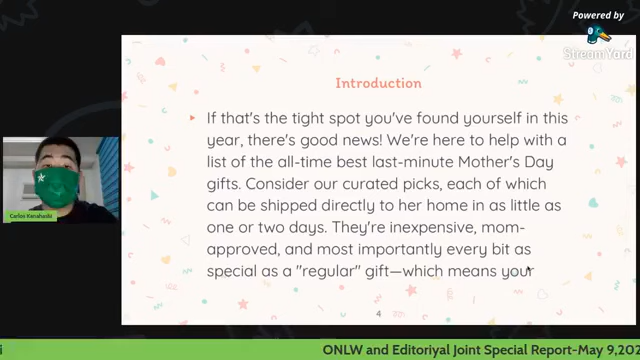 Powered by
StreamYard
Introduction
If that's the tight spot you've found yourself in this
year, there's good news! We're here to help with a
list of the all-time best last-minute Mother's Day
gifts. Consider our curated picks, each of which
can be shipped directly to her home in as little as
one or two days. They're inexpensive, mom-
approved, and most importantly every bit as
special as a "regular" gift—which means your
4
Carlos Kanahashi
i
ONLW and Editoriyal Joint Special Report-May 9,202